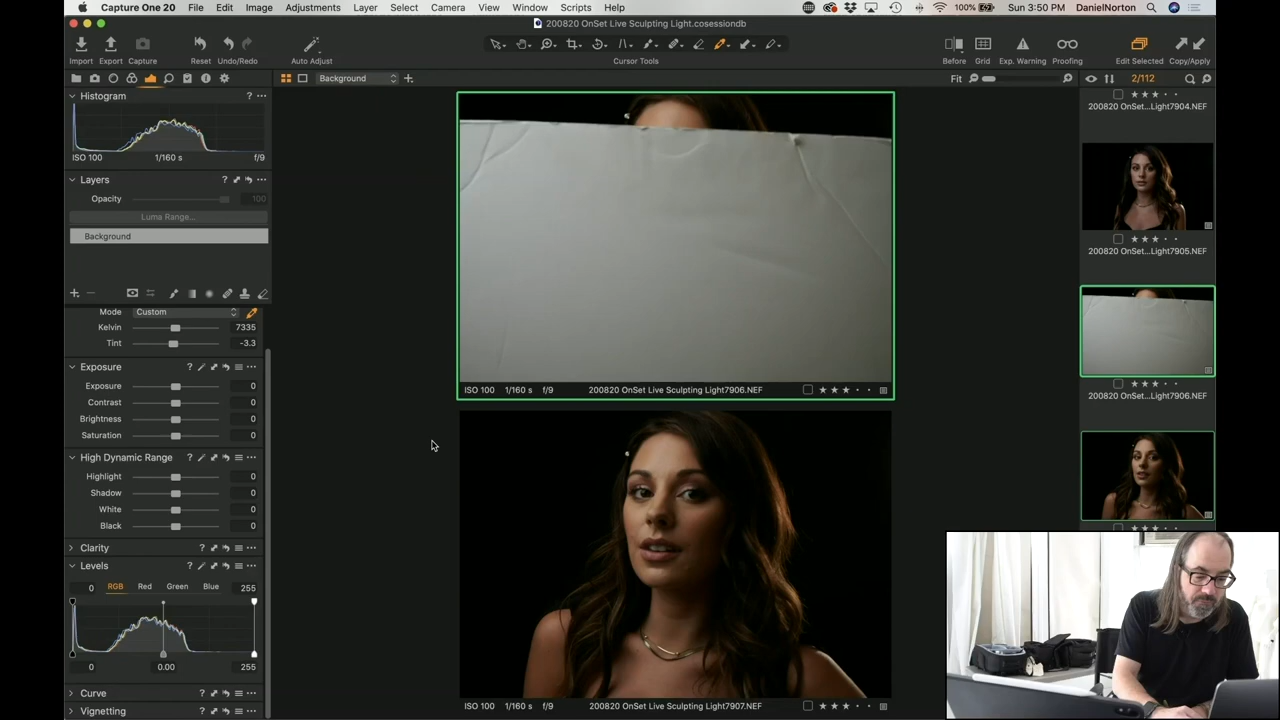 Capture One 20 File Edit View Adjustments Layer Select Camera View Window Scripts Help 100% Sun 3:50 PM DanielNorton
200820 OnSet Live Sculpting Light.cosessiondb
Import Export Capture Reset Undo/Redo Auto Adjust Cursor Tools Before Grid Exp. Warning Proofing Edit Selected Copy/Apply
Background Fit 2/112
Histogram ? ...
ISO 100 1/160 s f/9
Layers ? ...
Opacity 100
Luma Range...
Background
Mode Custom
Kelvin 7335
Tint -3.3
Exposure ? ...
Exposure 0
Contrast 0
Brightness 0
Saturation 0
High Dynamic Range ? ...
Highlight 0
Shadow 0
White 0
Black 0
Clarity ? ...
Levels ? ...
0 RGB Red Green Blue 255
0 0.00 255
Curve ? ...
Vignetting ? ...
ISO 100 1/160 s f/9 200820 OnSet Live Sculpting Light7906.NEF
ISO 100 1/160 s f/9 200820 OnSet Live Sculpting Light7907.NEF
200820 OnSet...Light7904.NEF
200820 OnSet...Light7905.NEF
200820 OnSet...Light7906.NEF